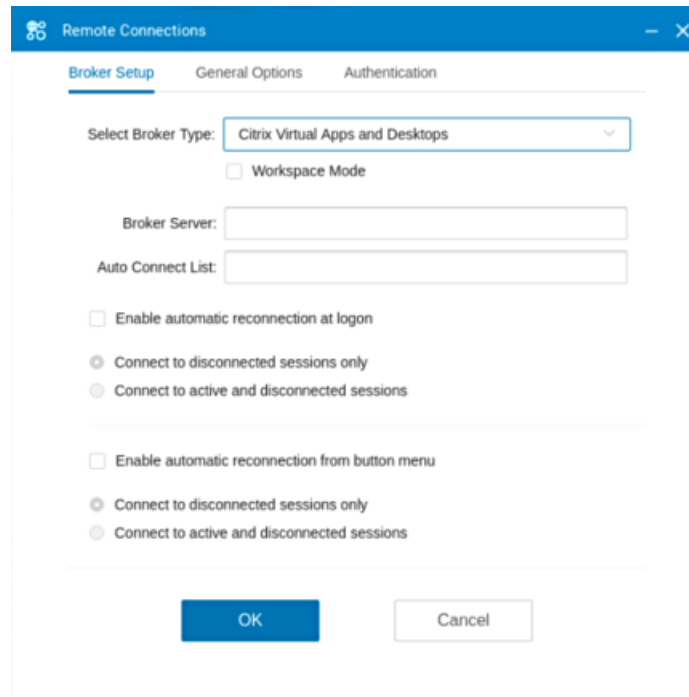 Remote Connections
Broker Setup General Options Authentication
Select Broker Type: Citrix Virtual Apps and Desktops
Workspace Mode
Broker Server:
Auto Connect List:
Enable automatic reconnection at logon
Connect to disconnected sessions only
Connect to active and disconnected sessions
Enable automatic reconnection from button menu
Connect to disconnected sessions only
Connect to active and disconnected sessions
OK Cancel